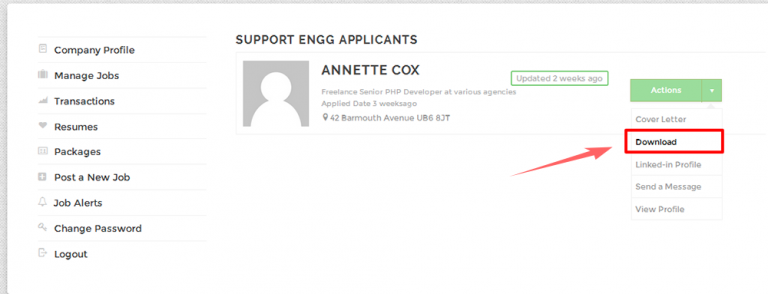 Company Profile
Manage Jobs
Transactions
Resumes
Packages
Post a New Job
Job Alerts
Change Password
Logout
SUPPORT ENGG APPLICANTS
ANNETTE COX
Updated 2 weeks ago
Freelance Senior PHP Developer at various agencies
Applied Date 3 weeksago
42 Barmouth Avenue UB6 8JT
Actions
Cover Letter
Download
Linked-in Profile
Send a Message
View Profile